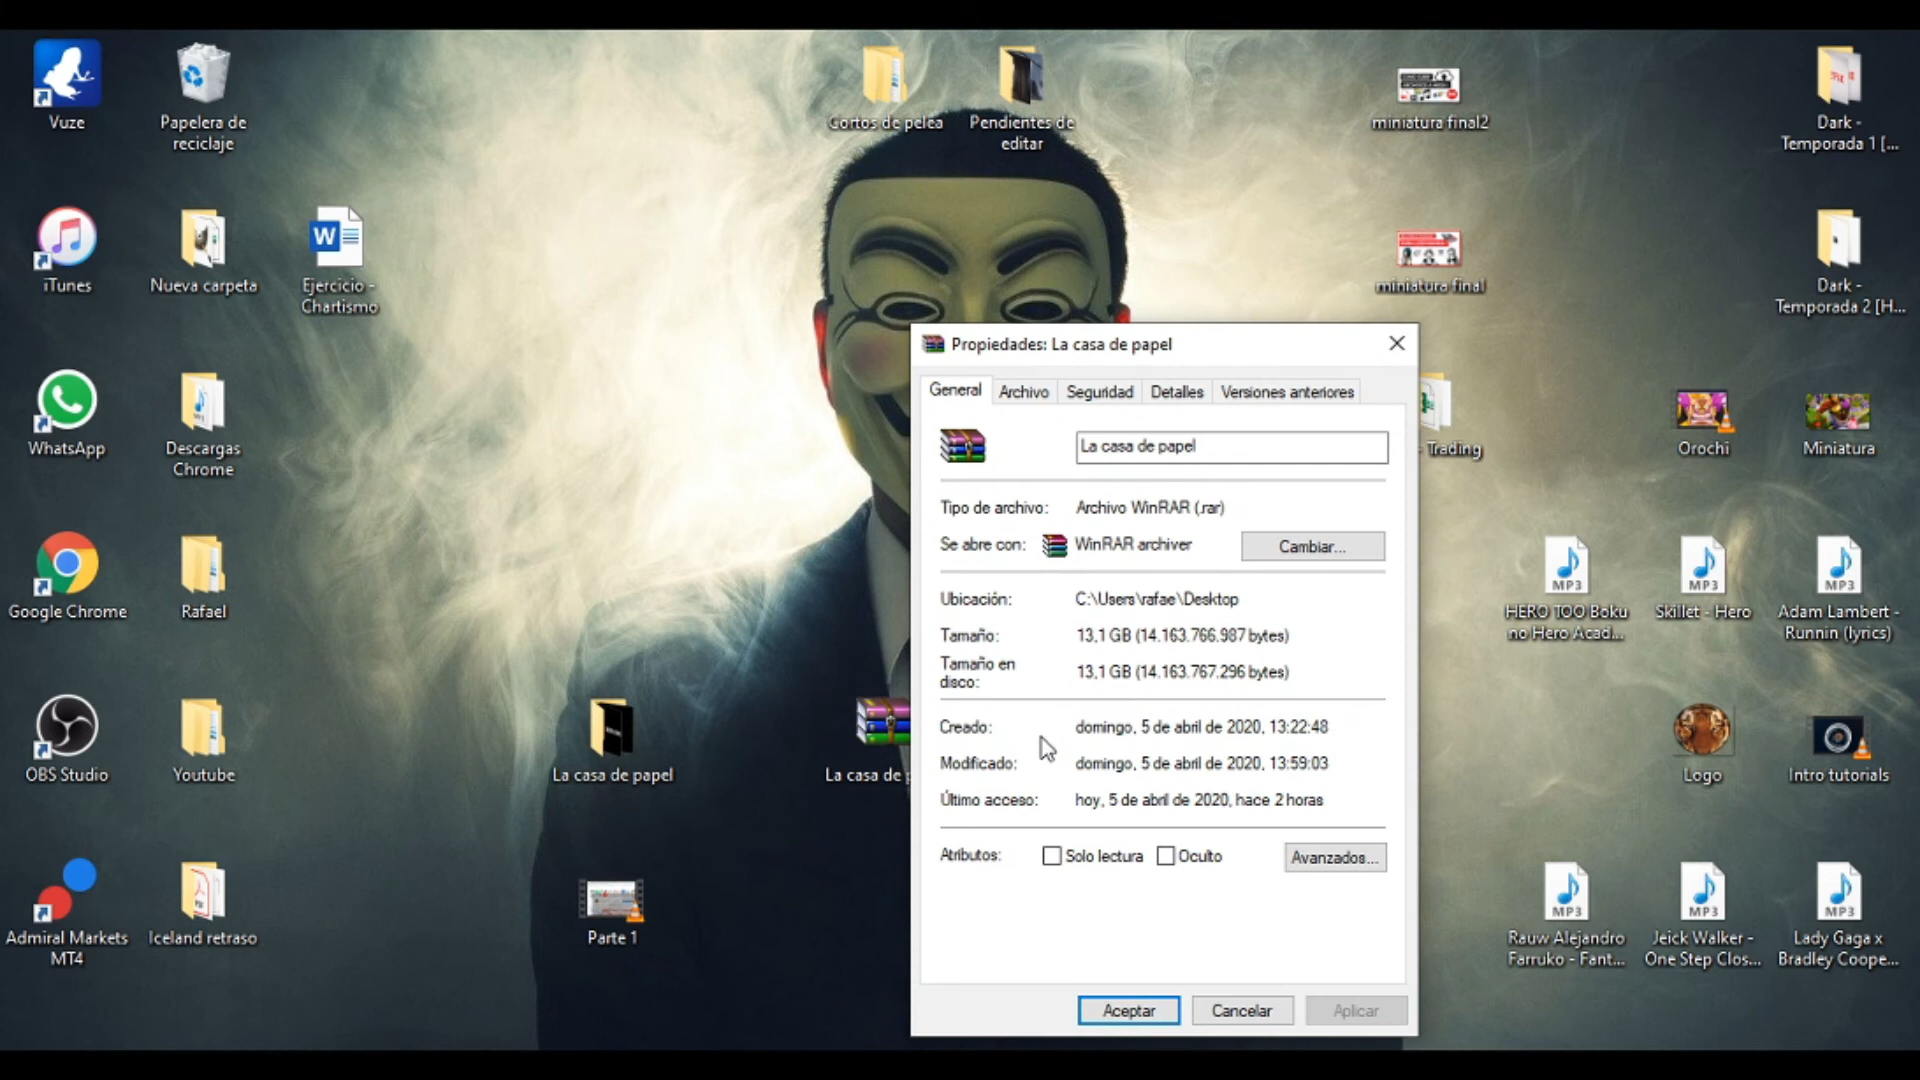 Vuze
Papelera de
reciclaje
Cortos de pelea
Pendientes de
editar
miniatura final2
Dark -
Temporada 1 [...
iTunes
Nueva carpeta
W
Ejercicio -
Chartismo
miniatura final
Dark -
Temporada 2 [H...
WhatsApp
Descargas
Chrome
Trading
Orochi
Miniatura
Google Chrome
Rafael
MP3
HERO TOO Boku
no Hero Acad...
MP3
Skillet - Hero
MP3
Adam Lambert -
Runnin (lyrics)
OBS Studio
Youtube
La casa de papel
La casa de p
Logo
Intro tutorials
Admiral Markets
MT4
Iceland retraso
Parte 1
MP3
Rauw Alejandro
Farruko - Fant...
MP3
Jeick Walker -
One Step Clos...
MP3
Lady Gaga x
Bradley Coope...
Propiedades: La casa de papel
General Archivo Seguridad Detalles Versiones anteriores
La casa de papel
Tipo de archivo: Archivo WinRAR (.rar)
Se abre con: WinRAR archiver Cambiar...
Ubicación: C:\Users\rafae\Desktop
Tamaño: 13,1 GB (14.163.766.987 bytes)
Tamaño en
disco: 13,1 GB (14.163.767.296 bytes)
Creado: domingo, 5 de abril de 2020, 13:22:48
Modificado: domingo, 5 de abril de 2020, 13:59:03
Último acceso: hoy, 5 de abril de 2020, hace 2 horas
Atributos: Solo lectura Oculto Avanzados...
Aceptar Cancelar Aplicar